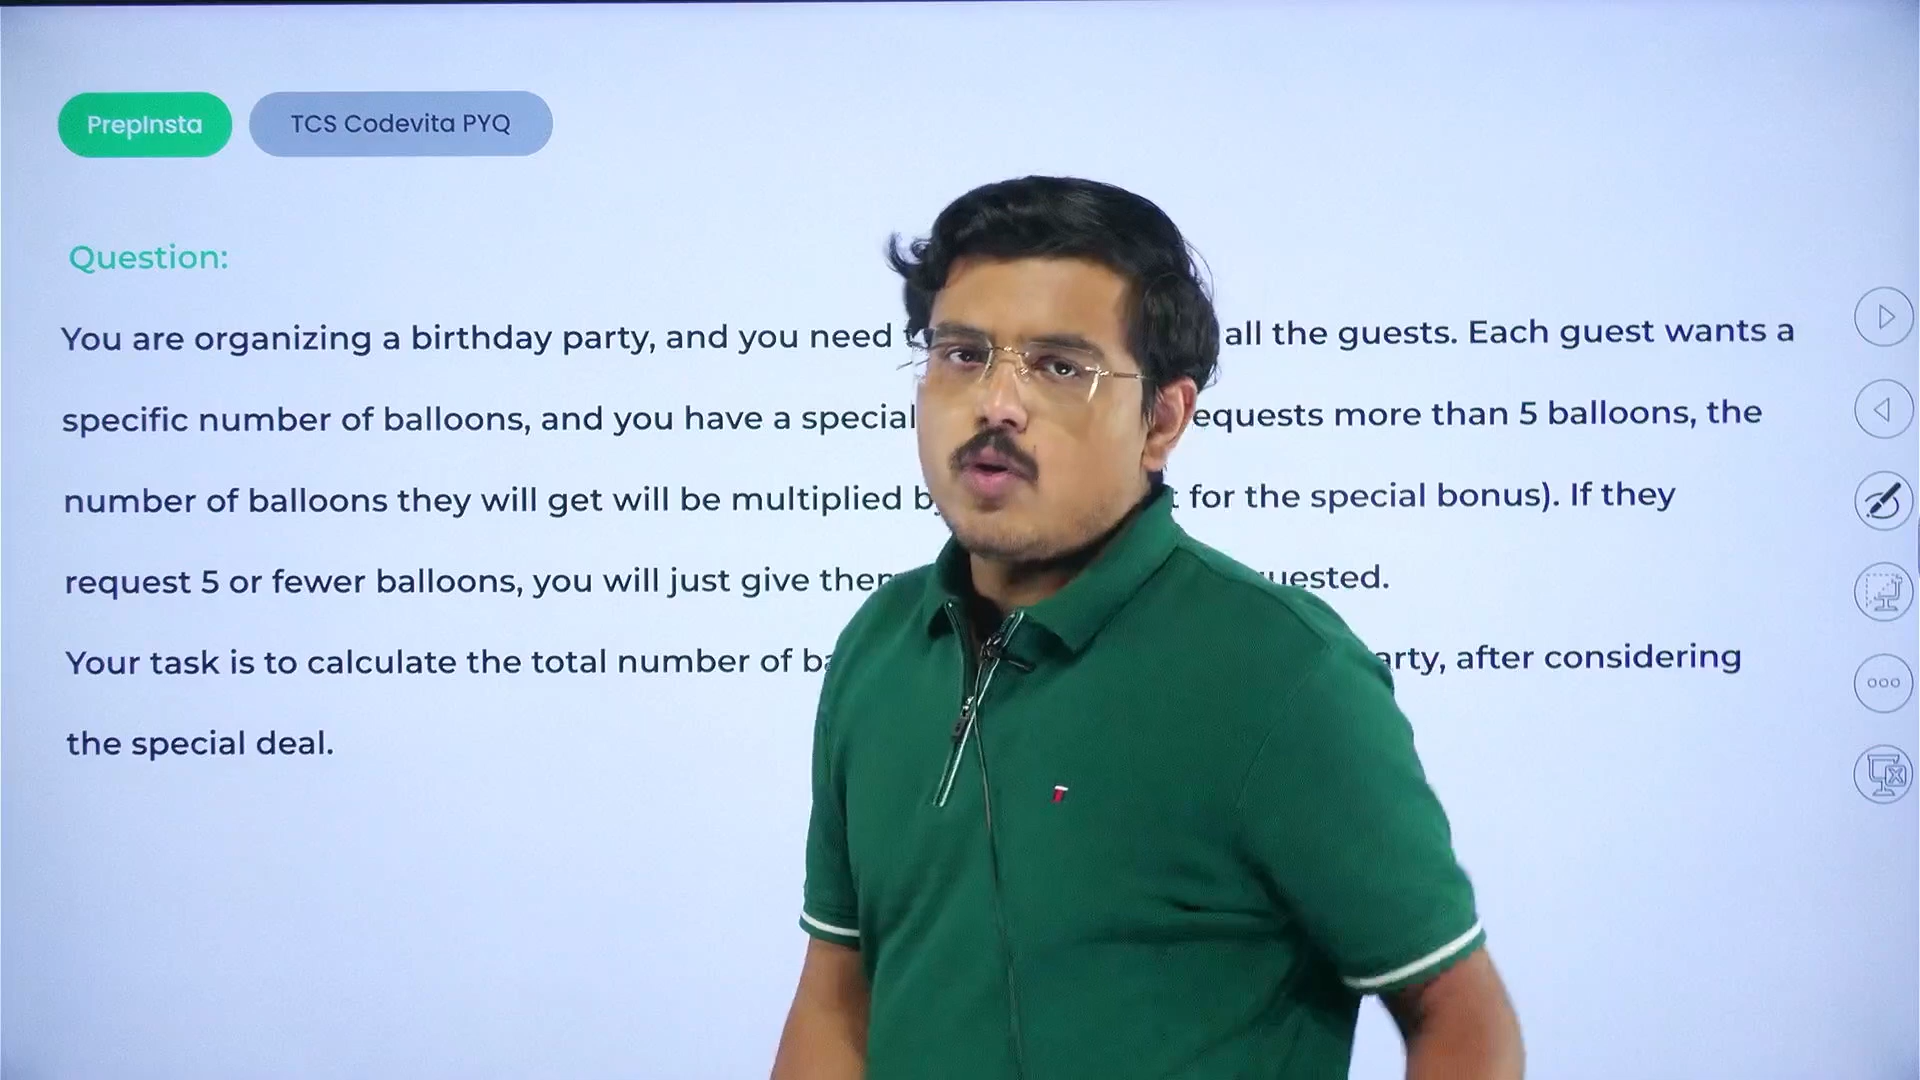 PrepInsta
TCS Codevita PYQ
Question:
You are organizing a birthday party, and you need all the guests. Each guest wants a
specific number of balloons, and you have a special requests more than 5 balloons, the
number of balloons they will get will be multiplied for the special bonus). If they
request 5 or fewer balloons, you will just give
Your task is to calculate the total number of after considering
the special deal.